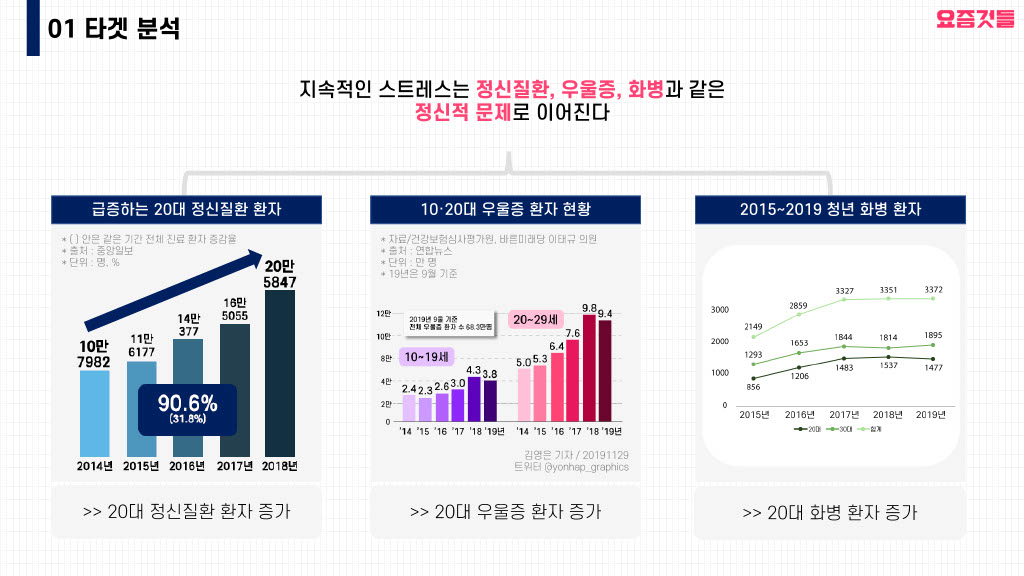 01 타겟 분석
요즘것들
지속적인 스트레스는 정신질환, 우울증, 화병과 같은
정신적 문제로 이어진다
급증하는 20대 정신질환 환자
* ( ) 안은 같은 기간 전체 진료 환자 증감율
* 출처 : 중앙일보
* 단위 : 명, %
10만
7982
11만
6177
14만
377
16만
5055
20만
5847
90.6%
(31.8%)
2014년 2015년 2016년 2017년 2018년
>> 20대 정신질환 환자 증가
10·20대 우울증 환자 현황
* 자료/건강보험심사평가원, 바른미래당 이태규 의원
* 출처 : 연합뉴스
* 단위 : 만 명
* 19년은 9월 기준
12만
10만
8만
4만
2만
0
2019년 9월 기준
전체 우울증 환자 수 68.3만명
10~19세
20~29세
2.4 2.3 2.6 3.0 4.3 3.8
5.0 5.3 6.4 7.6 9.8 9.4
'14 '15 '16 '17 '18 '19년
'14 '15 '16 '17 '18 '19년
김영은 기자 / 20191129
트위터 @yonhap_graphics
>> 20대 우울증 환자 증가
2015~2019 청년 화병 환자
3000
2000
1000
0
2149 2859 3327 3351 3372
1293 1653 1844 1814 1895
856 1206 1483 1537 1477
2015년 2016년 2017년 2018년 2019년
20대 30대 합계
>> 20대 화병 환자 증가